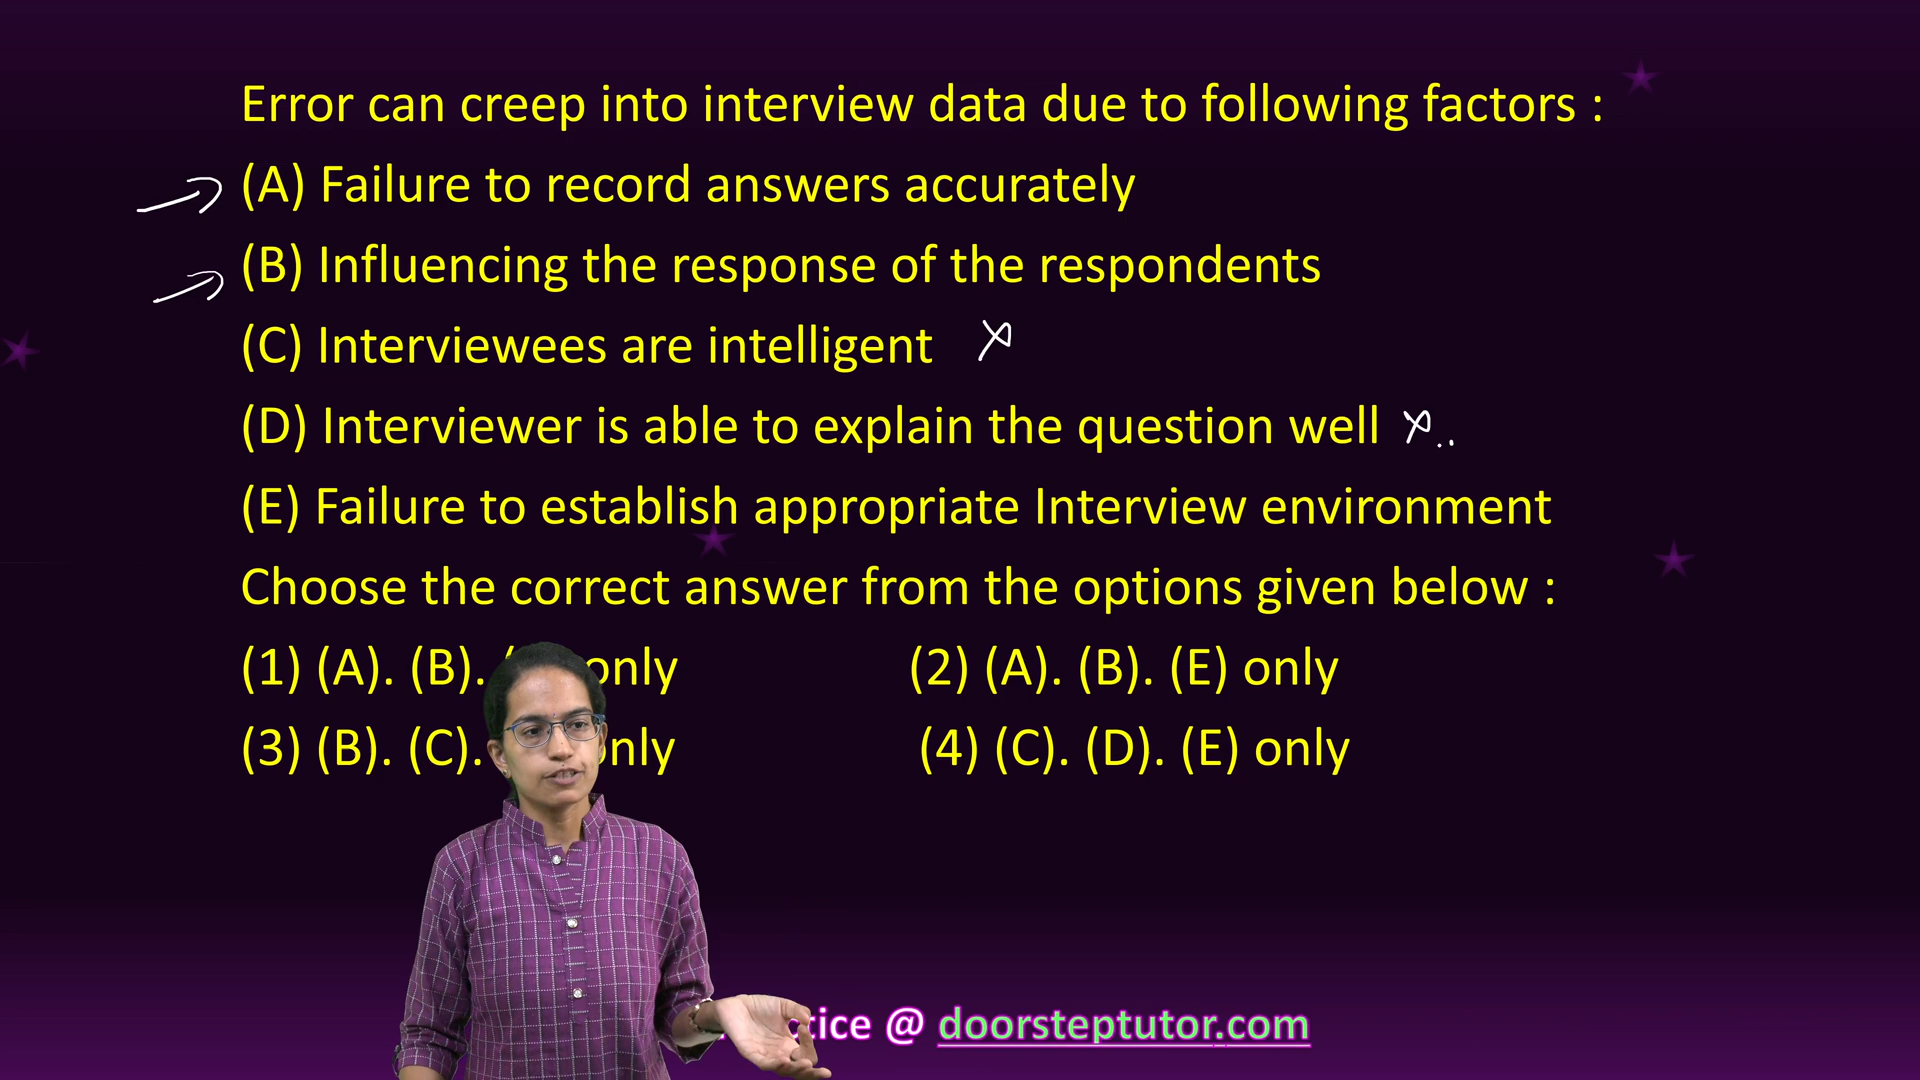 Error can creep into interview data due to following factors :
(A) Failure to record answers accurately
(B) Influencing the response of the respondents
(C) Interviewees are intelligent
(D) Interviewer is able to explain the question well
(E) Failure to establish appropriate Interview environment
Choose the correct answer from the options given below :
(1) (A). (B). only (2) (A). (B). (E) only
(3) (B). (C). only (4) (C). (D). (E) only
@ doorsteptutor.com